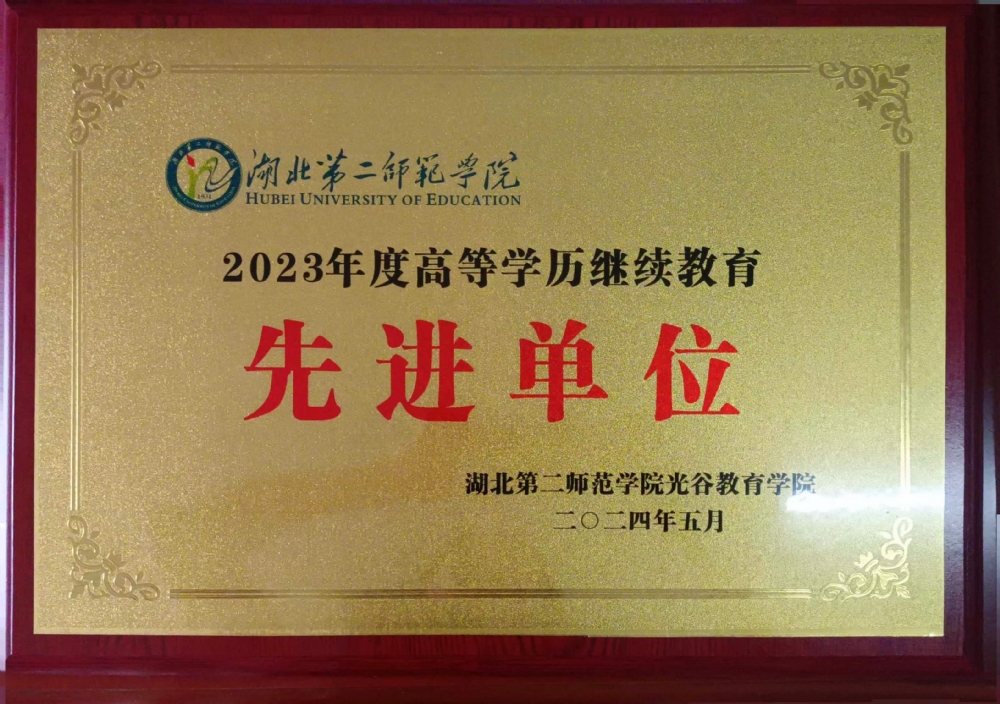 湖北第二师范学院
HUBEI UNIVERSITY OF EDUCATION
1931
2023年度高等学历继续教育
先进单位
湖北第二师范学院光谷教育学院
二〇二四年五月